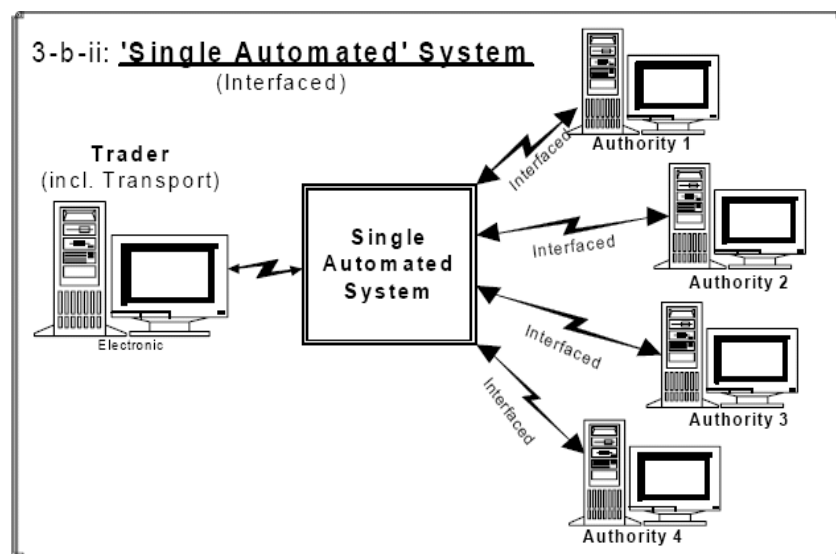 3-b-ii: 'Single Automated' System
(Interfaced)
Trader
(incl. Transport)
Electronic
Single
Automated
System
Interfaced
Authority 1
Interfaced
Authority 2
Interfaced
Authority 3
Interfaced
Authority 4